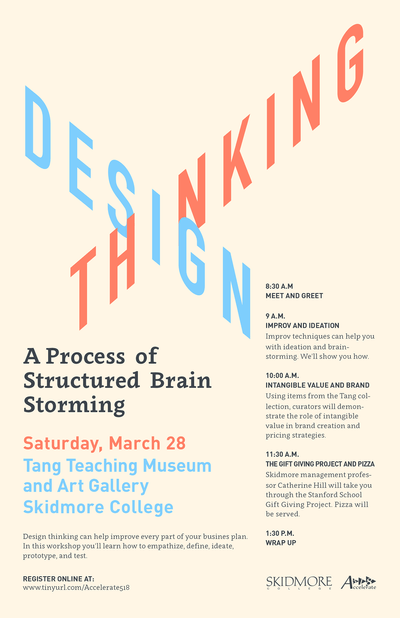 DESIGN
THINKING
A Process of
Structured Brain
Storming
Saturday, March 28
Tang Teaching Museum
and Art Gallery
Skidmore College
Design thinking can help improve every part of your busines plan.
In this workshop you'll learn how to empathize, define, ideate,
prototype, and test.
REGISTER ONLINE AT:
www.tinyurl.com/Accelerate518
8:30 A.M
MEET AND GREET
9 A.M.
IMPROV AND IDEATION
Improv techniques can help you
with ideation and brain-
storming. We'll show you how.
10:00 A.M.
INTANGIBLE VALUE AND BRAND
Using items from the Tang col-
lection, curators will demon-
strate the role of intangible
value in brand creation and
pricing strategies.
11:30 A.M.
THE GIFT GIVING PROJECT AND PIZZA
Skidmore management profes-
sor Catherine Hill will take you
through the Stanford School
Gift Giving Project. Pizza will
be served.
1:30 P.M.
WRAP UP
SKIDMORE
COLLEGE
Accelerate